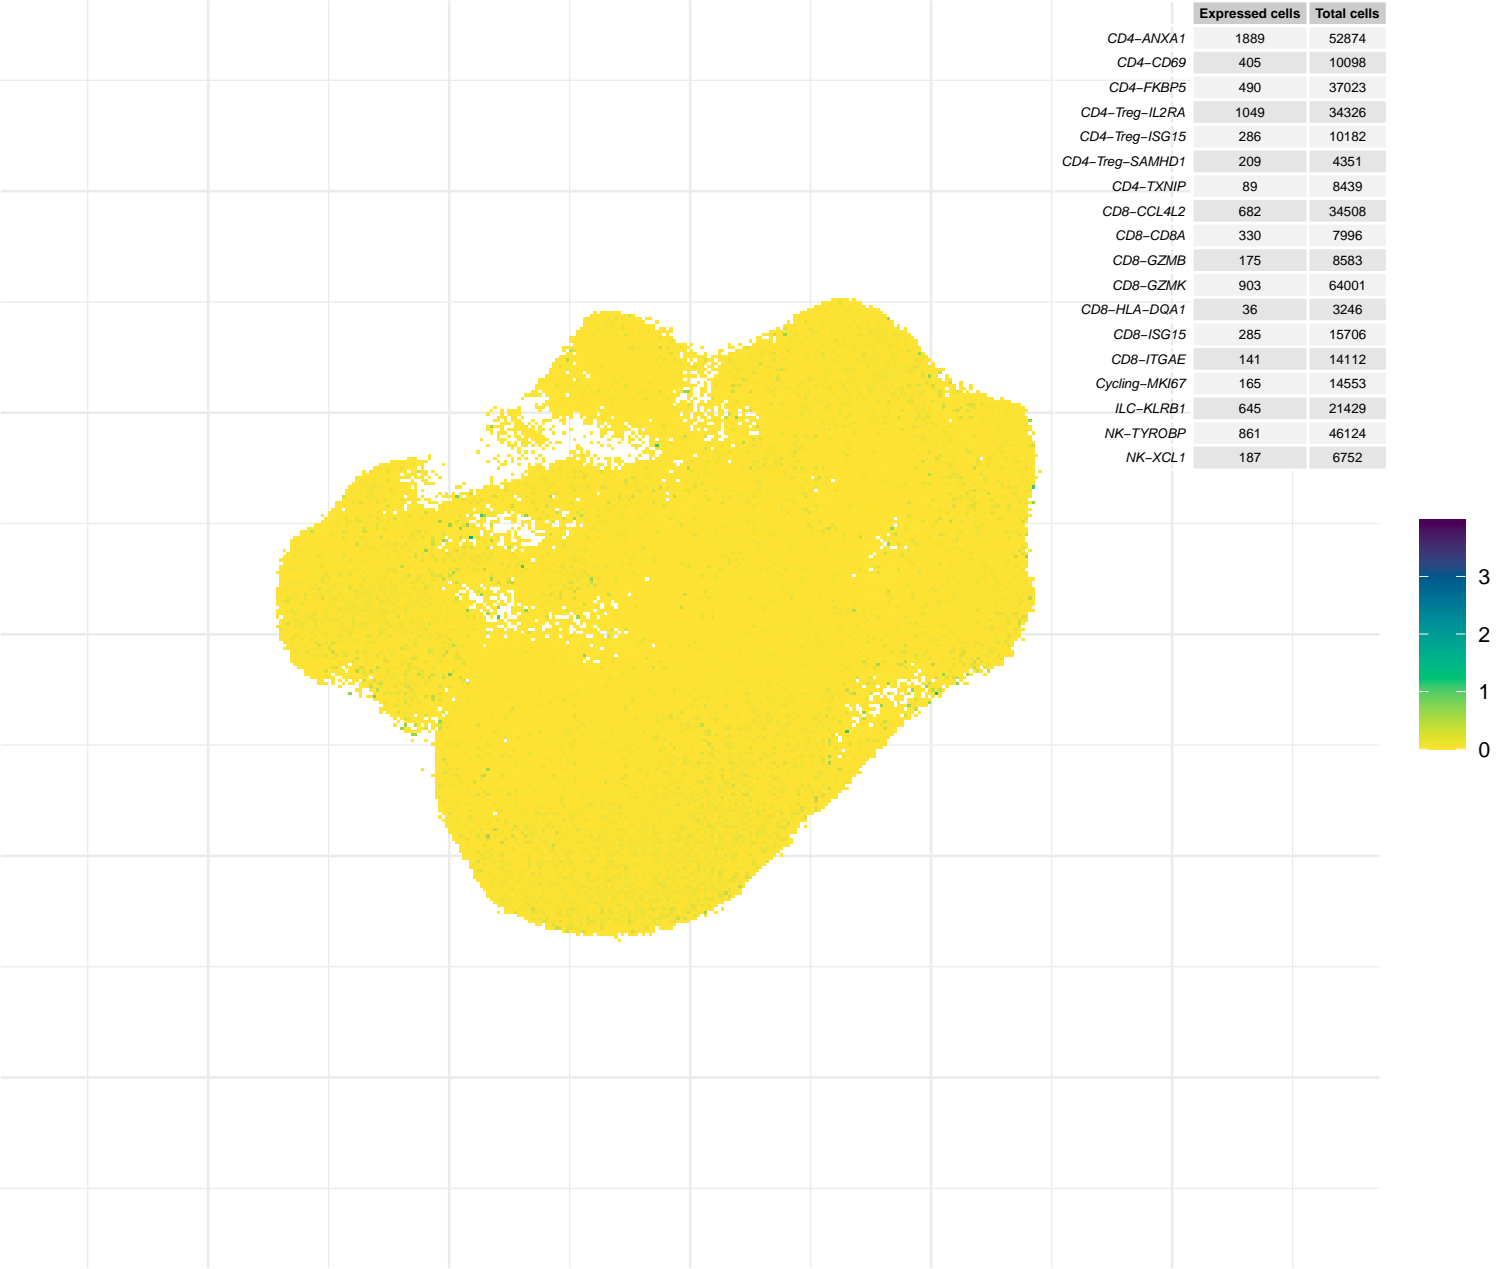 Expressed cells Total cells
CD4−ANXA1 1889 52874
CD4−CD69 405 10098
CD4−FKBP5 490 37023
CD4−Treg−IL2RA 1049 34326
CD4−Treg−ISG15 286 10182
CD4−Treg−SAMHD1 209 4351
CD4−TXNIP 89 8439
CD8−CCL4L2 682 34508
CD8−CD8A 330 7996
CD8−GZMB 175 8583
CD8−GZMK 903 64001
CD8−HLA−DQA1 36 3246
CD8−ISG15 285 15706
CD8−ITGAE 141 14112
Cycling−MKI67 165 14553
ILC−KLRB1 645 21429
NK−TYROBP 861 46124
NK−XCL1 187 6752
3
2
1
0